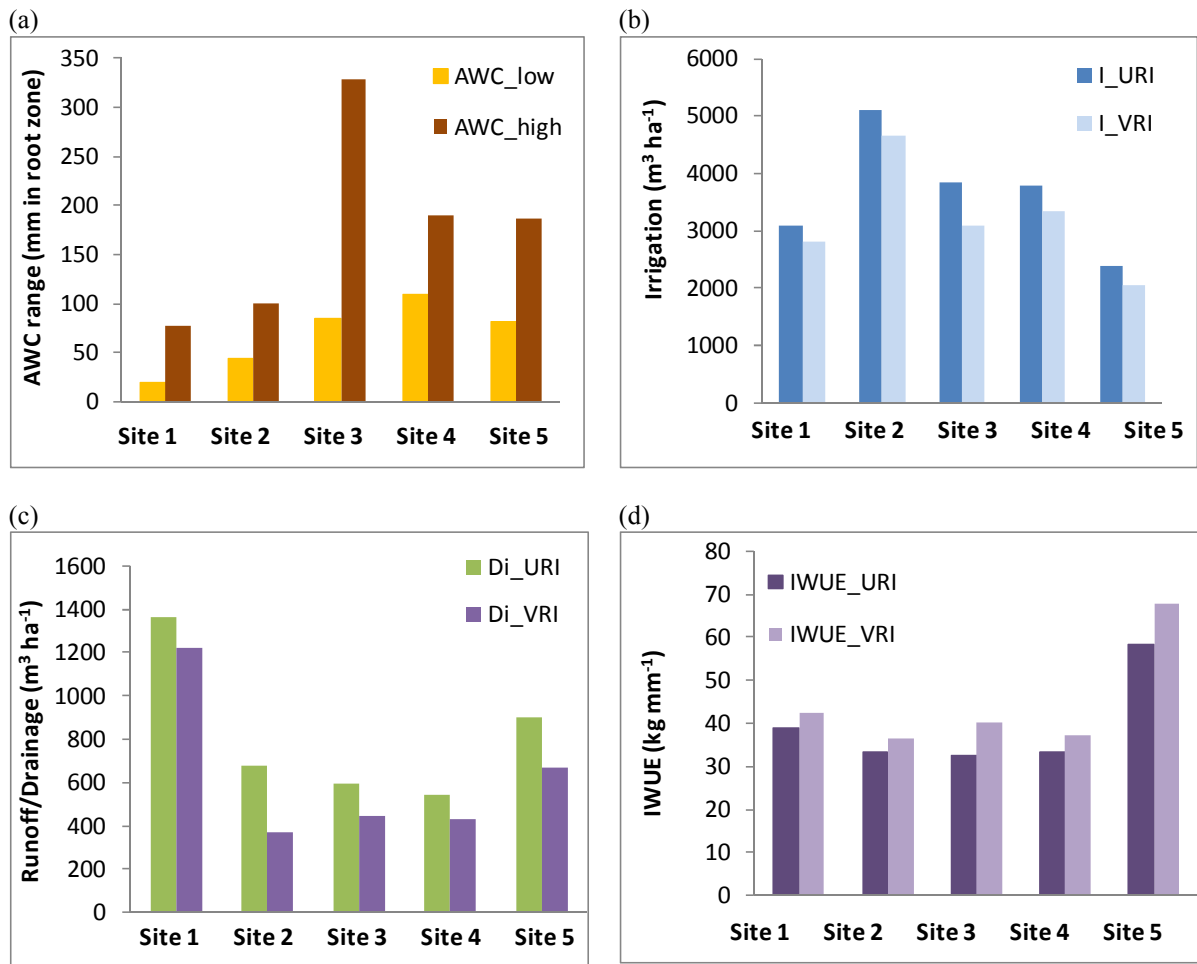 (a)
AWC range (mm in root zone)
350
300
250
200
150
100
50
0
AWC_low
AWC_high
Site 1 Site 2 Site 3 Site 4 Site 5
(b)
Irrigation (m³ ha⁻¹)
6000
5000
4000
3000
2000
1000
0
I_URI
I_VRI
Site 1 Site 2 Site 3 Site 4 Site 5
(c)
Runoff/Drainage (m³ ha⁻¹)
1600
1400
1200
1000
800
600
400
200
0
Di_URI
Di_VRI
Site 1 Site 2 Site 3 Site 4 Site 5
(d)
IWUE (kg mm⁻¹)
80
70
60
50
40
30
20
10
0
IWUE_URI
IWUE_VRI
Site 1 Site 2 Site 3 Site 4 Site 5